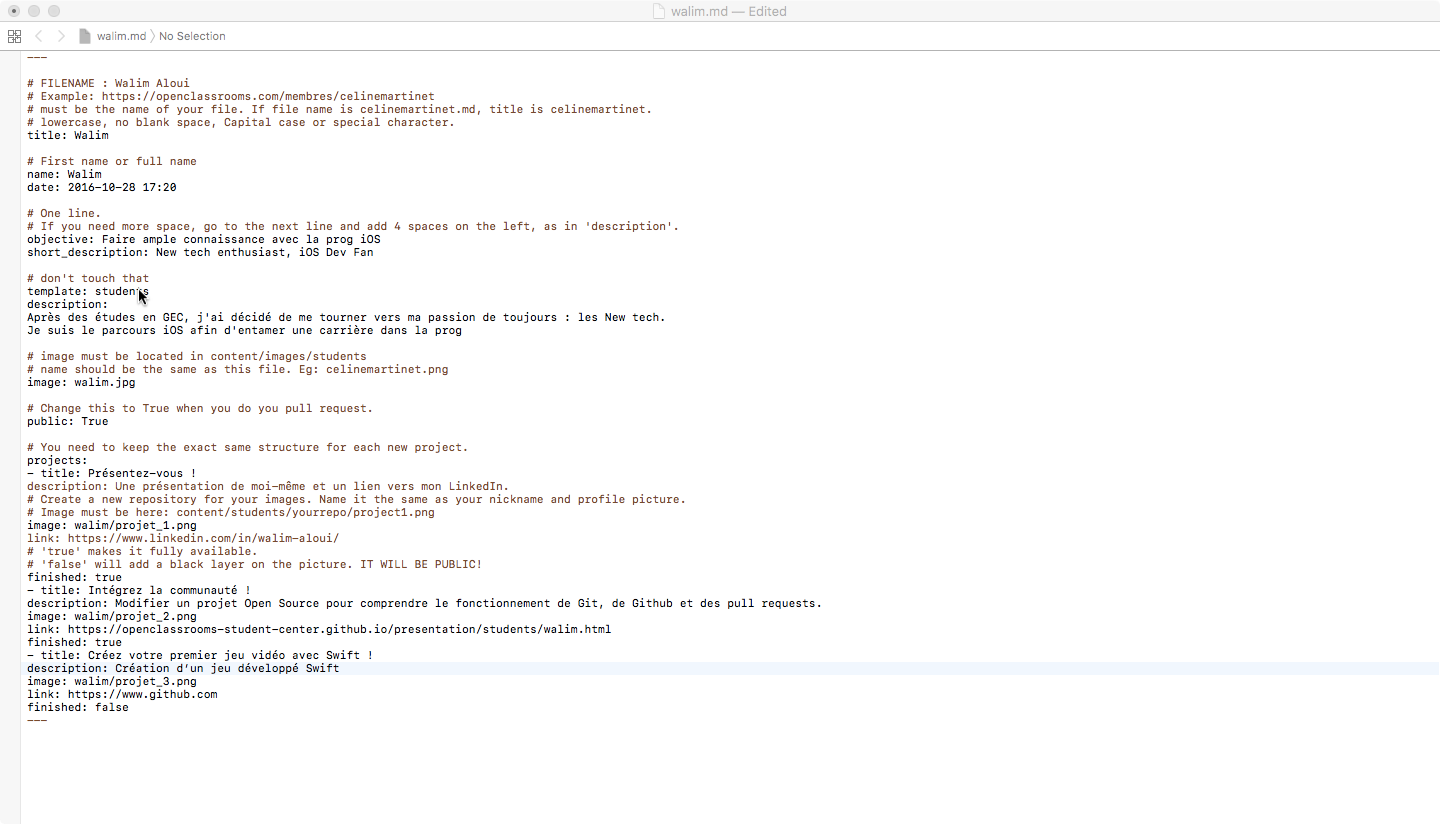 walim.md — Edited
walim.md 〉 No Selection
---
# FILENAME : Walim Aloui
# Example: https://openclassrooms.com/membres/celinemartinet
# must be the name of your file. If file name is celinemartinet.md, title is celinemartinet.
# lowercase, no blank space, Capital case or special character.
title: Walim
# First name or full name
name: Walim
date: 2016-10-28 17:20
# One line.
# If you need more space, go to the next line and add 4 spaces on the left, as in 'description'.
objective: Faire ample connaissance avec la prog iOS
short_description: New tech enthusiast, iOS Dev Fan
# don't touch that
template: students
description:
Après des études en GEC, j'ai décidé de me tourner vers ma passion de toujours : les New tech.
Je suis le parcours iOS afin d'entamer une carrière dans la prog
# image must be located in content/images/students
# name should be the same as this file. Eg: celinemartinet.png
image: walim.jpg
# Change this to True when you do you pull request.
public: True
# You need to keep the exact same structure for each new project.
projects:
- title: Présentez-vous !
description: Une présentation de moi-même et un lien vers mon LinkedIn.
# Create a new repository for your images. Name it the same as your nickname and profile picture.
# Image must be here: content/students/yourrepo/project1.png
image: walim/projet_1.png
link: https://www.linkedin.com/in/walim-aloui/
# 'true' makes it fully available.
# 'false' will add a black layer on the picture. IT WILL BE PUBLIC!
finished: true
- title: Intégrez la communauté !
description: Modifier un projet Open Source pour comprendre le fonctionnement de Git, de Github et des pull requests.
image: walim/projet_2.png
link: https://openclassrooms-student-center.github.io/presentation/students/walim.html
finished: true
- title: Créez votre premier jeu vidéo avec Swift !
description: Création d’un jeu développé Swift
image: walim/projet_3.png
link: https://www.github.com
finished: false
---